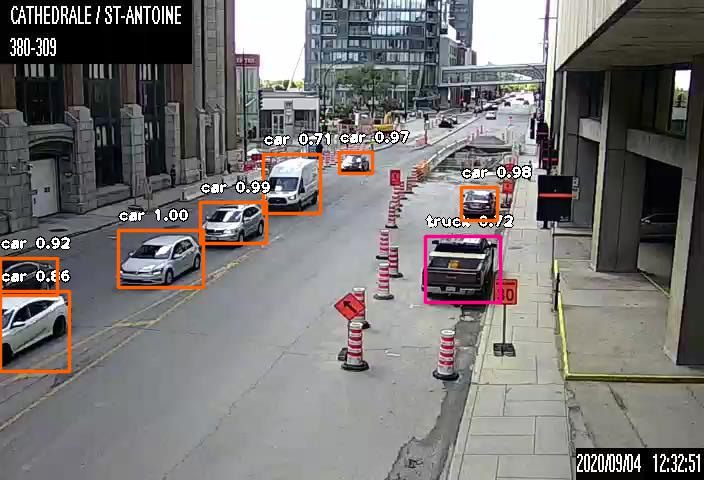 CATHEDRALE / ST-ANTOINE
380-309
car 0.71
car 0.97
car 0.99
car 0.98
car 1.00
truck 0.72
car 0.92
car 0.86
30
2020/09/04 12:32:51